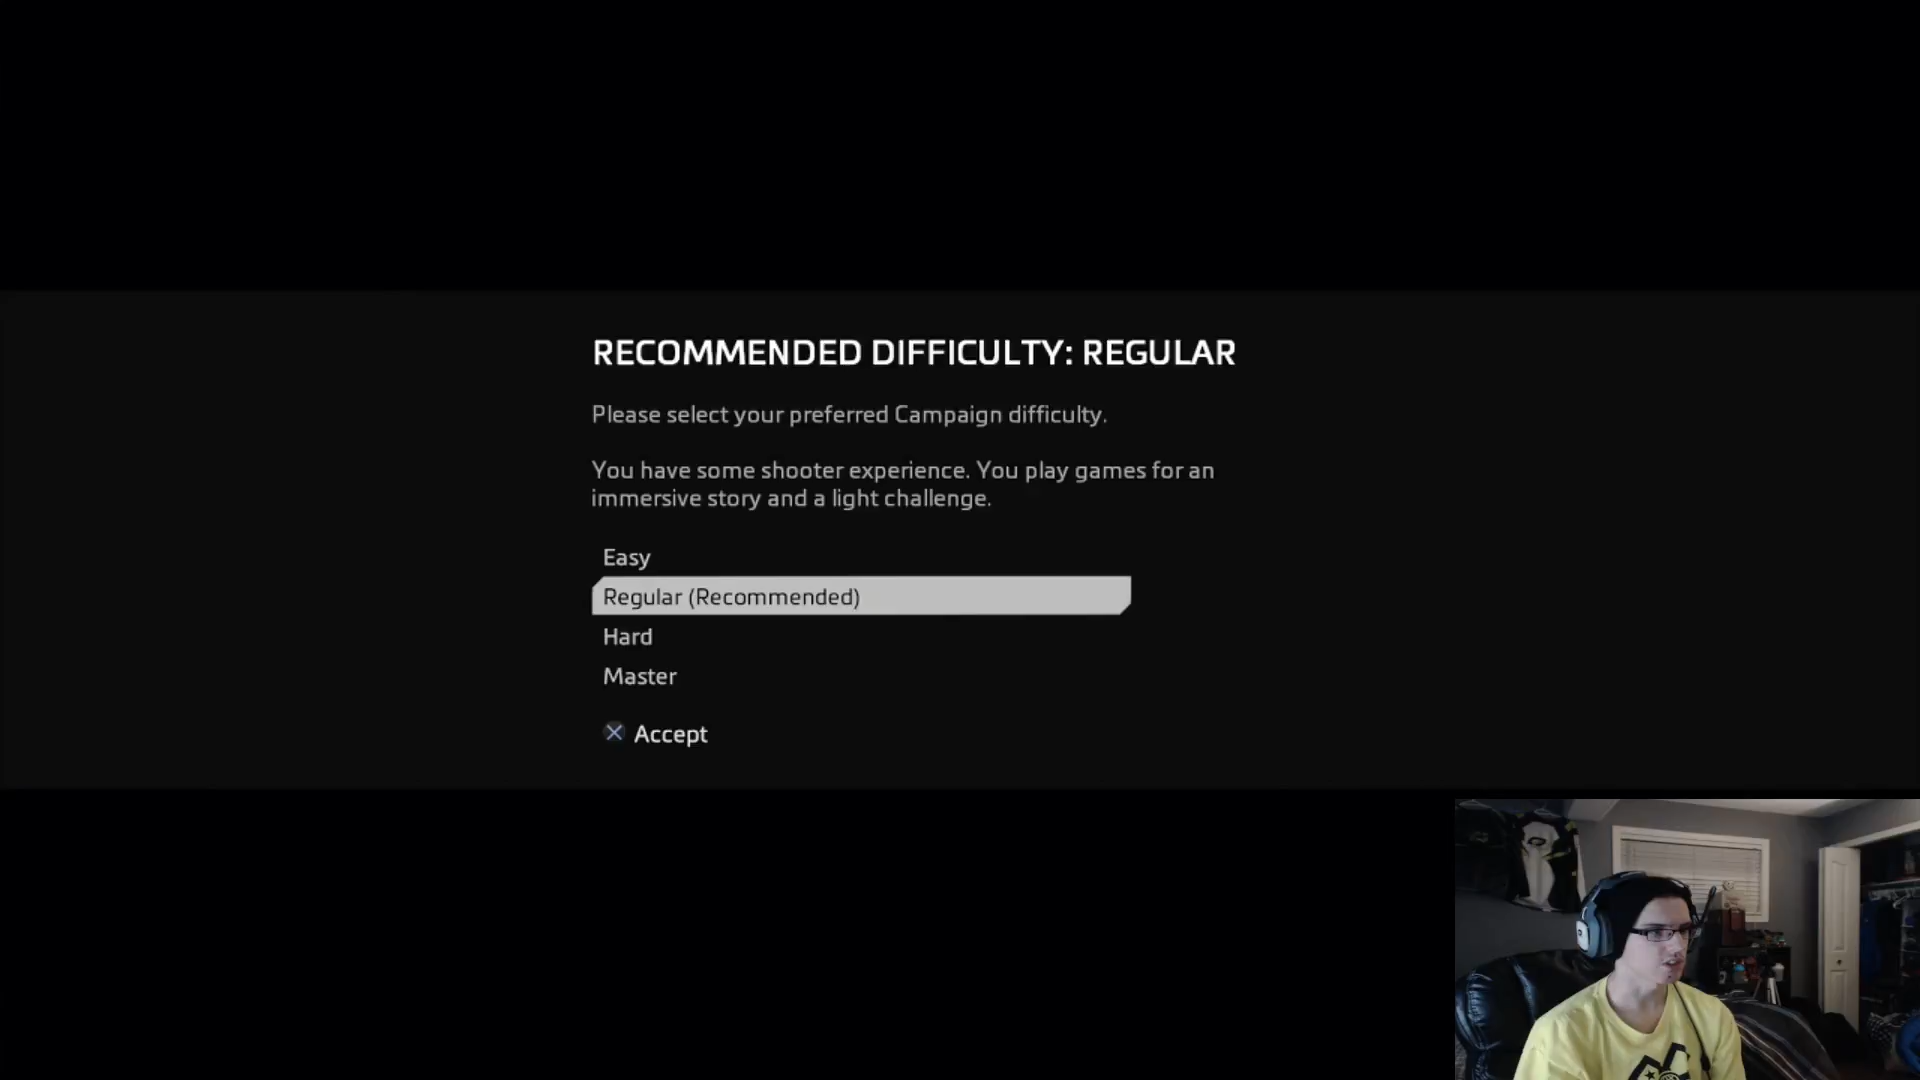 RECOMMENDED DIFFICULTY: REGULAR
Please select your preferred Campaign difficulty.
You have some shooter experience. You play games for an
immersive story and a light challenge.
Easy
Regular (Recommended)
Hard
Master
Accept